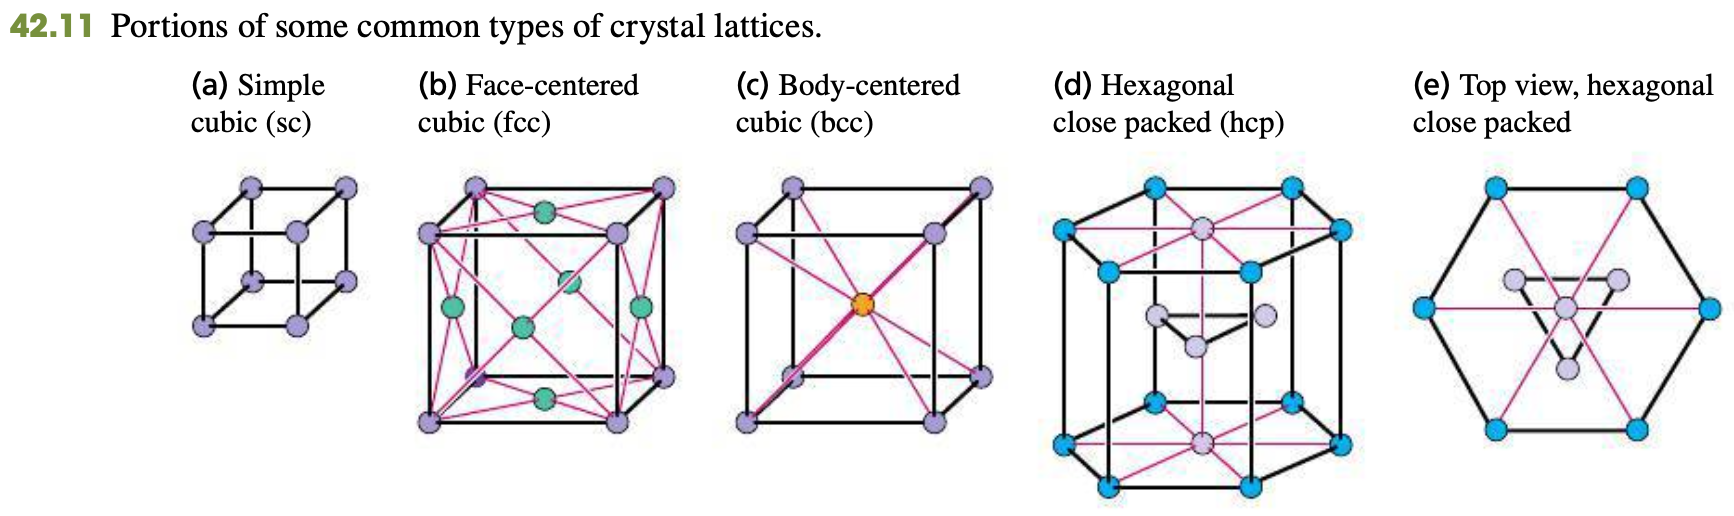 42.11 Portions of some common types of crystal lattices.
(a) Simple
cubic (sc)
(b) Face-centered
cubic (fcc)
(c) Body-centered
cubic (bcc)
(d) Hexagonal
close packed (hcp)
(e) Top view, hexagonal
close packed